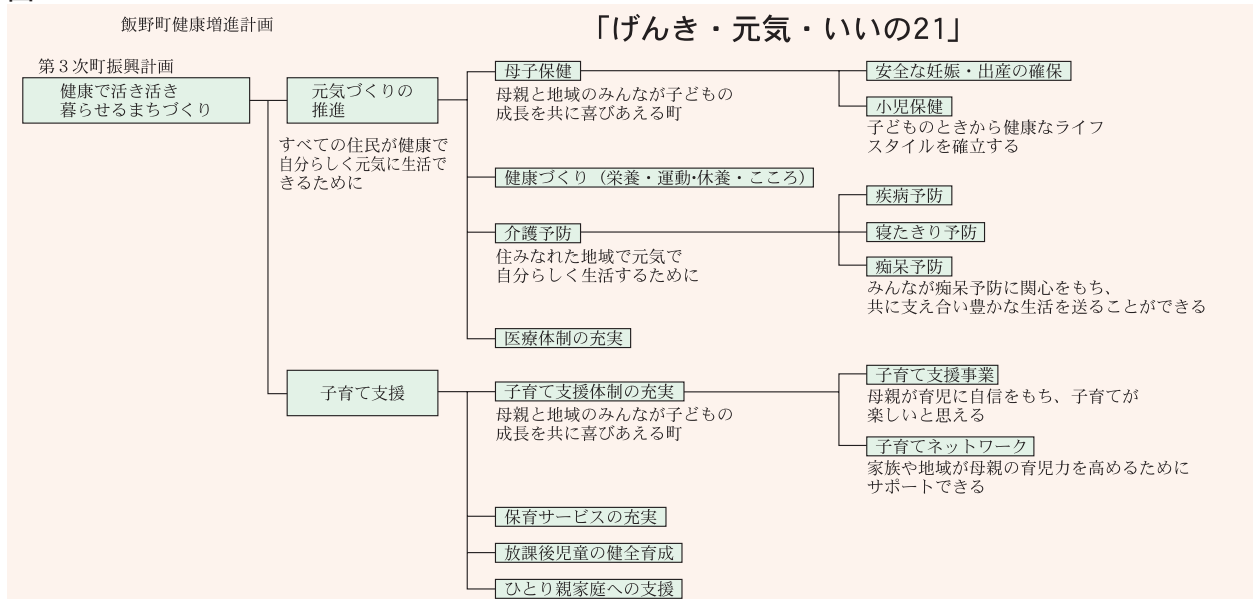 飯野町健康増進計画
「げんき・元気・いいの21」
第3次町振興計画
健康で活き活き
暮らせるまちづくり
元気づくりの
推進
すべての住民が健康で
自分らしく元気に生活で
きるために
母子保健
母親と地域のみんなが子どもの
成長を共に喜びあえる町
安全な妊娠・出産の確保
小児保健
子どものときから健康なライフ
スタイルを確立する
健康づくり（栄養・運動・休養・こころ）
介護予防
住みなれた地域で元気で
自分らしく生活するために
疾病予防
寝たきり予防
痴呆予防
みんなが痴呆予防に関心をもち、
共に支え合い豊かな生活を送ることができる
医療体制の充実
子育て支援
子育て支援体制の充実
母親と地域のみんなが子どもの
成長を共に喜びあえる町
子育て支援事業
母親が育児に自信をもち、子育てが
楽しいと思える
子育てネットワーク
家族や地域が母親の育児力を高めるために
サポートできる
保育サービスの充実
放課後児童の健全育成
ひとり親家庭への支援